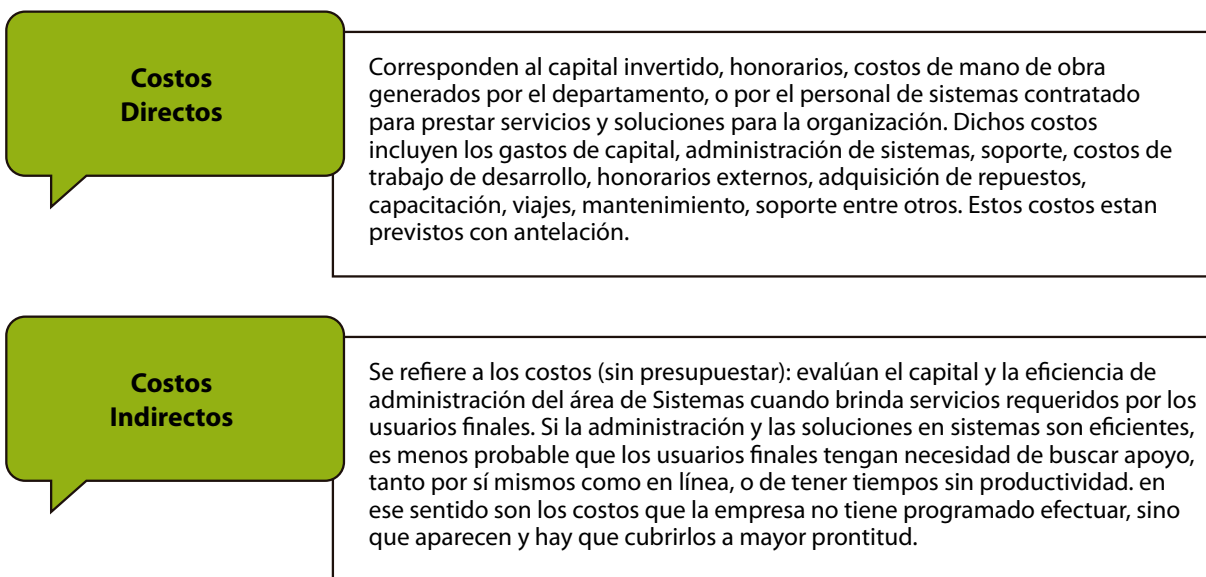 Costos
Directos
Corresponden al capital invertido, honorarios, costos de mano de obra
generados por el departamento, o por el personal de sistemas contratado
para prestar servicios y soluciones para la organización. Dichos costos
incluyen los gastos de capital, administración de sistemas, soporte, costos de
trabajo de desarrollo, honorarios externos, adquisición de repuestos,
capacitación, viajes, mantenimiento, soporte entre otros. Estos costos estan
previstos con antelación.
Costos
Indirectos
Se refiere a los costos (sin presupuestar): evalúan el capital y la eficiencia de
administración del área de Sistemas cuando brinda servicios requeridos por los
usuarios finales. Si la administración y las soluciones en sistemas son eficientes,
es menos probable que los usuarios finales tengan necesidad de buscar apoyo,
tanto por sí mismos como en línea, o de tener tiempos sin productividad. en
ese sentido son los costos que la empresa no tiene programado efectuar, sino
que aparecen y hay que cubrirlos a mayor prontitud.